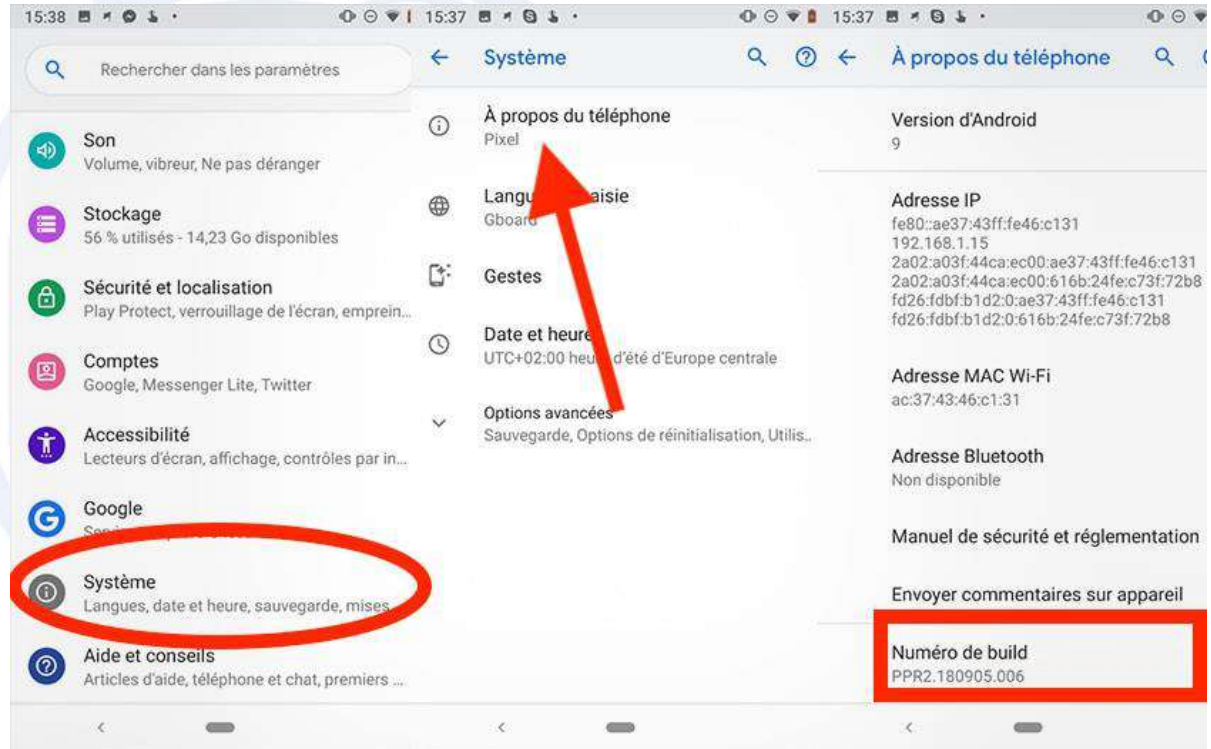 15:38
Rechercher dans les paramètres
Son
Volume, vibreur, Ne pas déranger
Stockage
56 % utilisés - 14,23 Go disponibles
Sécurité et localisation
Play Protect, verrouillage de l'écran, emprein...
Comptes
Google, Messenger Lite, Twitter
Accessibilité
Lecteurs d'écran, affichage, contrôles par in...
Google
Système
Langues, date et heure, sauvegarde, mises
Aide et conseils
Articles d'aide, téléphone et chat, premiers ...
15:37
Système
À propos du téléphone
Pixel
Gboard
Gestes
Date et heure
UTC+02:00 d'été d'Europe centrale
Options avancées
Sauvegarde, Options de réinitialisation, Utilis..
15:37
À propos du téléphone
Version d'Android
9
Adresse IP
fe80::ae37:43ff:fe46:c131
192.168.1.15
2a02:a03f:44ca:ec00:ae37:43ff:fe46:c131
2a02:a03f:44ca:ec00:616b:24fe:c73f:72b8
fd26:fdbf:b1d2:0:ae37:43ff:fe46:c131
fd26:fdbf:b1d2:0:616b:24fe:c73f:72b8
Adresse MAC Wi-Fi
ac:37:43:46:c1:31
Adresse Bluetooth
Non disponible
Manuel de sécurité et réglementation
Envoyer commentaires sur appareil
Numéro de build
PPR2.180905.006